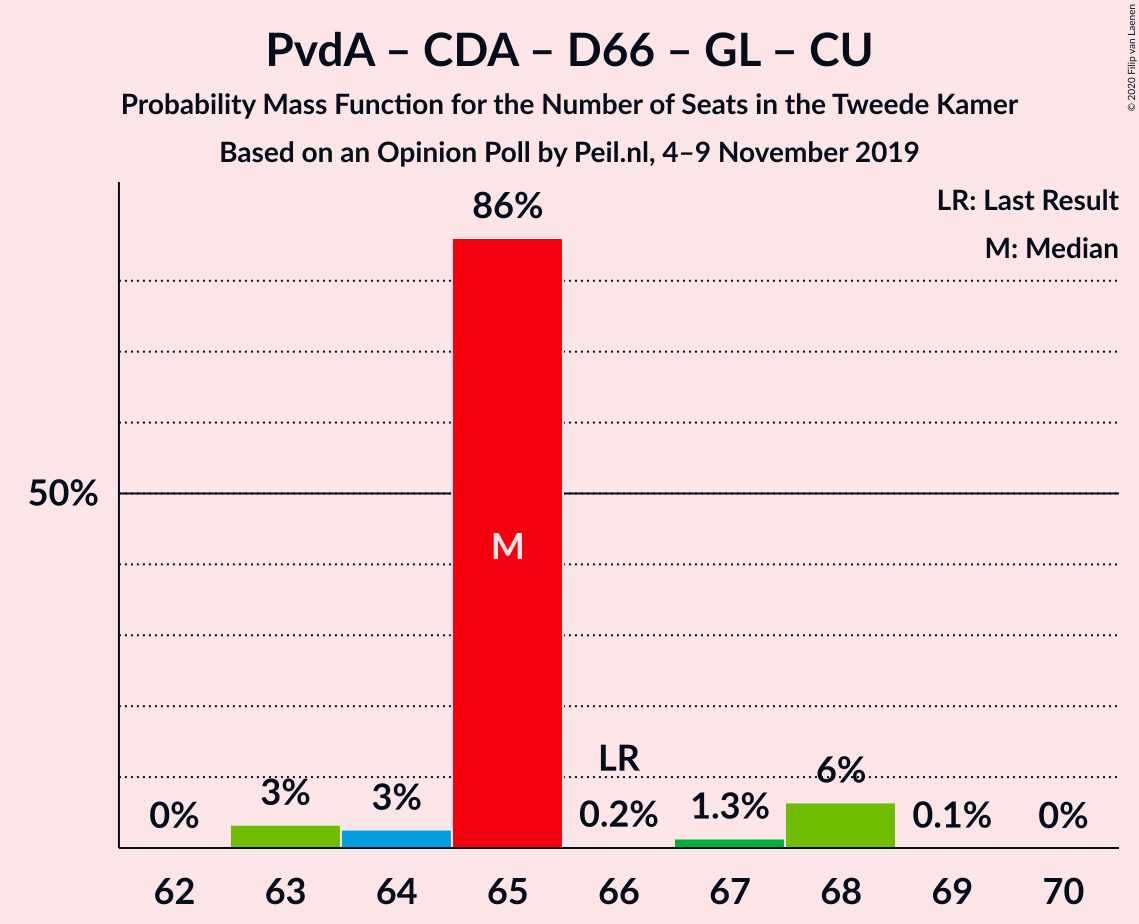 PvdA – CDA – D66 – GL – CU
Probability Mass Function for the Number of Seats in the Tweede Kamer
Based on an Opinion Poll by Peil.nl, 4–9 November 2019
© 2020 Filip van Laenen
LR: Last Result
M: Median
86%
50%
M
LR
0%
3%
3%
0.2%
1.3%
6%
0.1%
0%
62 63 64 65 66 67 68 69 70